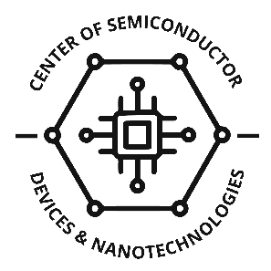 CENTER OF SEMICONDUCTOR
DEVICES & NANOTECHNOLOGIES